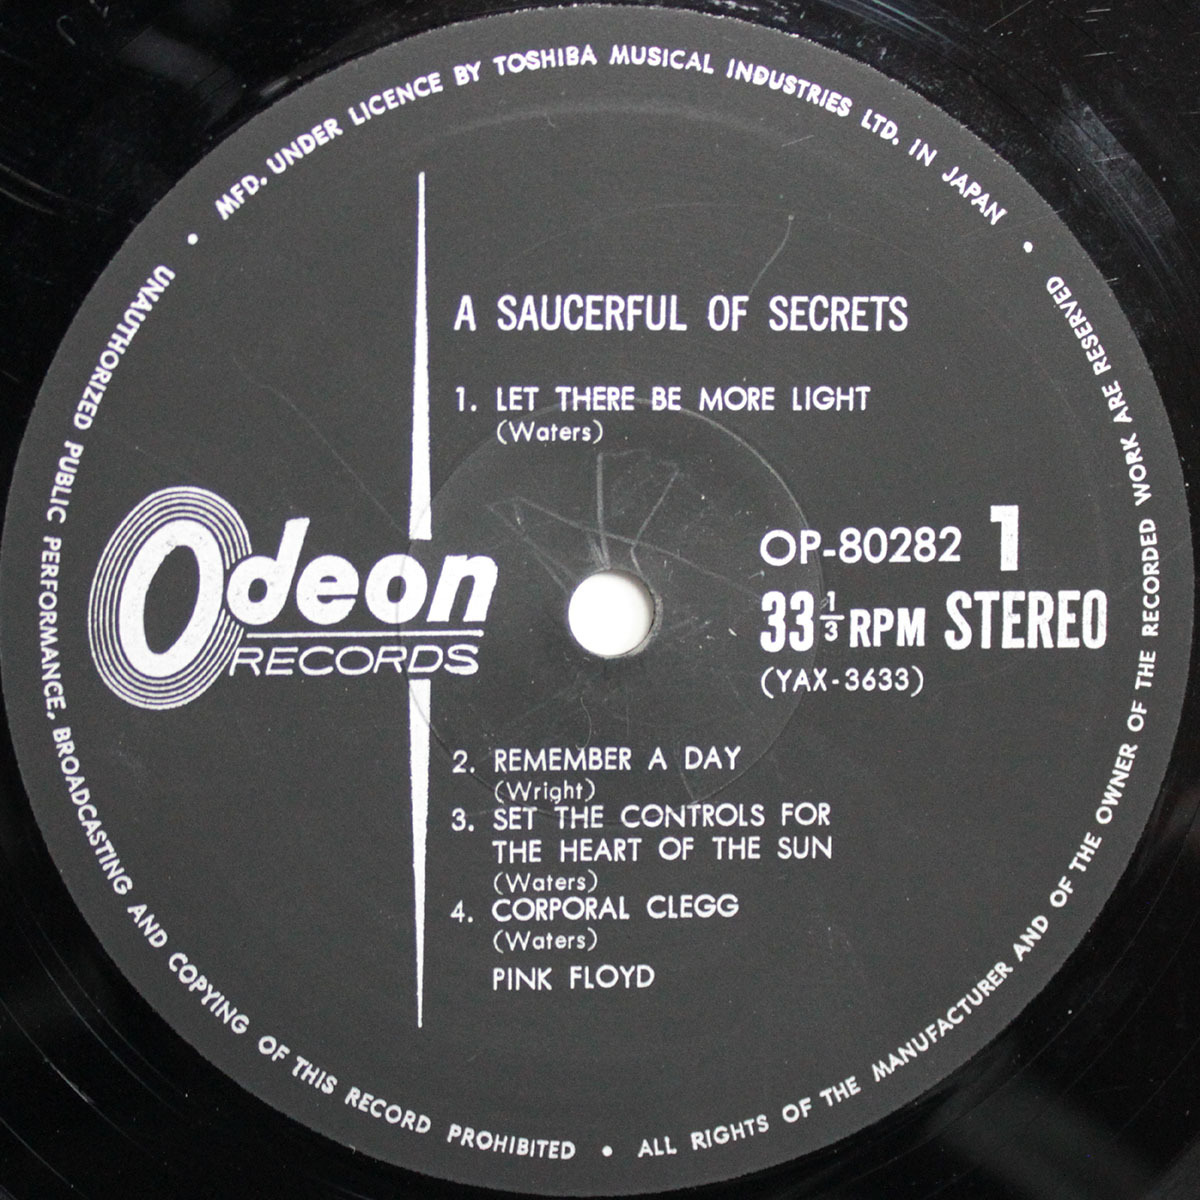 MFD. UNDER LICENCE BY TOSHIBA MUSICAL INDUSTRIES LTD. IN JAPAN •
A SAUCERFUL OF SECRETS
1. LET THERE BE MORE LIGHT
(Waters)
Odeon
RECORDS
OP-80282 1
33 1/3 RPM STEREO
(YAX-3633)
2. REMEMBER A DAY
(Wright)
3. SET THE CONTROLS FOR
THE HEART OF THE SUN
(Waters)
4. CORPORAL CLEGG
(Waters)
PINK FLOYD
UNAUTHORIZED PUBLIC PERFORMANCE, BROADCASTING AND COPYING OF THIS RECORD PROHIBITED •
ALL RIGHTS OF THE MANUFACTURER AND OF THE OWNER OF THE RECORDED WORK ARE RESERVED •